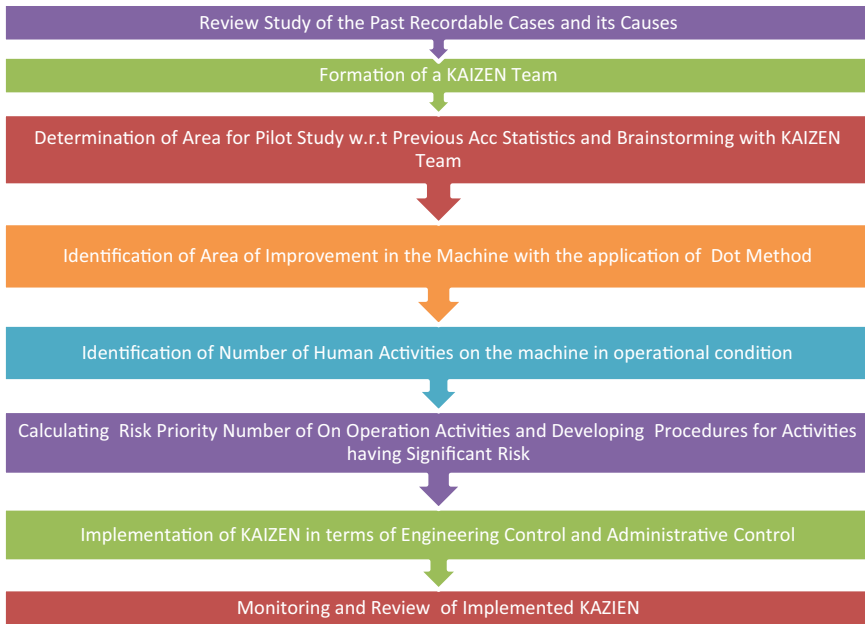 Review Study of the Past Recordable Cases and its Causes
Formation of a KAIZEN Team
Determination of Area for Pilot Study w.r.t Previous Acc Statistics and Brainstorming with KAIZEN
Team
Identification of Area of Improvement in the Machine with the application of Dot Method
Identification of Number of Human Activities on the machine in operational condition
Calculating Risk Priority Number of On Operation Activities and Developing Procedures for Activities
having Significant Risk
Implementation of KAIZEN in terms of Engineering Control and Administrative Control
Monitoring and Review of Implemented KAZIEN